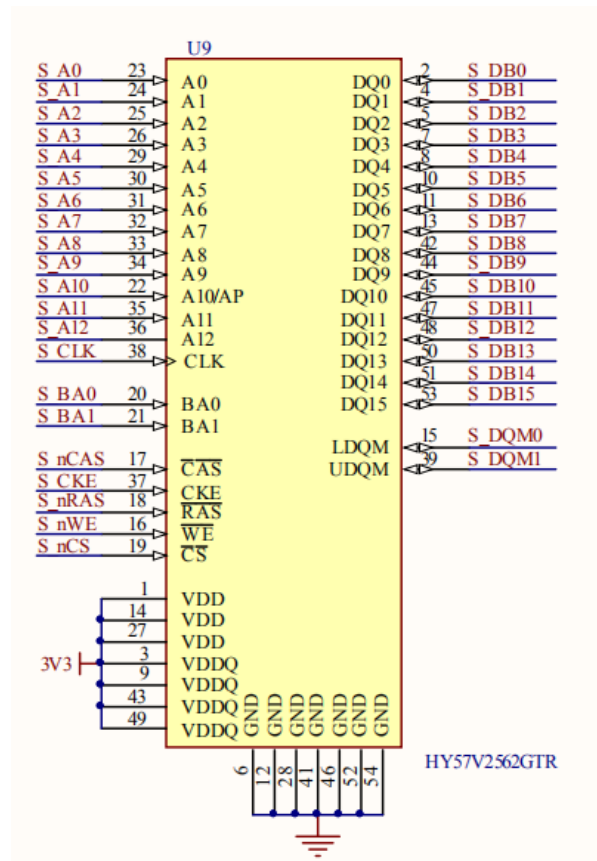 U9
S_A0 23 A0 DQ0 2 S_DB0
S_A1 24 A1 DQ1 4 S_DB1
S_A2 25 A2 DQ2 5 S_DB2
S_A3 26 A3 DQ3 7 S_DB3
S_A4 29 A4 DQ4 8 S_DB4
S_A5 30 A5 DQ5 10 S_DB5
S_A6 31 A6 DQ6 11 S_DB6
S_A7 32 A7 DQ7 13 S_DB7
S_A8 33 A8 DQ8 42 S_DB8
S_A9 34 A9 DQ9 44 S_DB9
S_A10 22 A10/AP DQ10 45 S_DB10
S_A11 35 A11 DQ11 47 S_DB11
S_A12 36 A12 DQ12 48 S_DB12
S_CLK 38 CLK DQ13 50 S_DB13
DQ14 51 S_DB14
S_BA0 20 BA0 DQ15 53 S_DB15
S_BA1 21 BA1
LDQM 15 S_DQM0
S_nCAS 17 CAS UDQM 39 S_DQM1
S_CKE 37 CKE
S_nRAS 18 RAS
S_nWE 16 WE
S_nCS 19 CS
1 VDD
14 VDD
27 VDD
3V3 3 VDDQ
9 VDDQ
43 VDDQ
49 VDDQ
GND GND GND GND GND GND GND
6 12 28 41 46 52 54
HY57V2562GTR